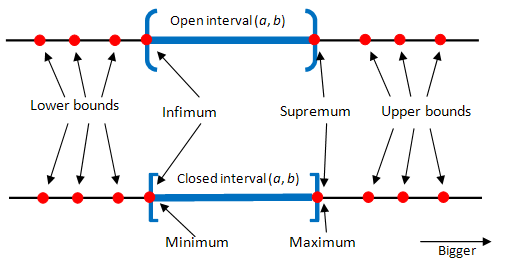 Open interval (a, b)
Lower bounds
Infimum
Supremum
Upper bounds
Closed interval (a, b)
Minimum
Maximum
Bigger